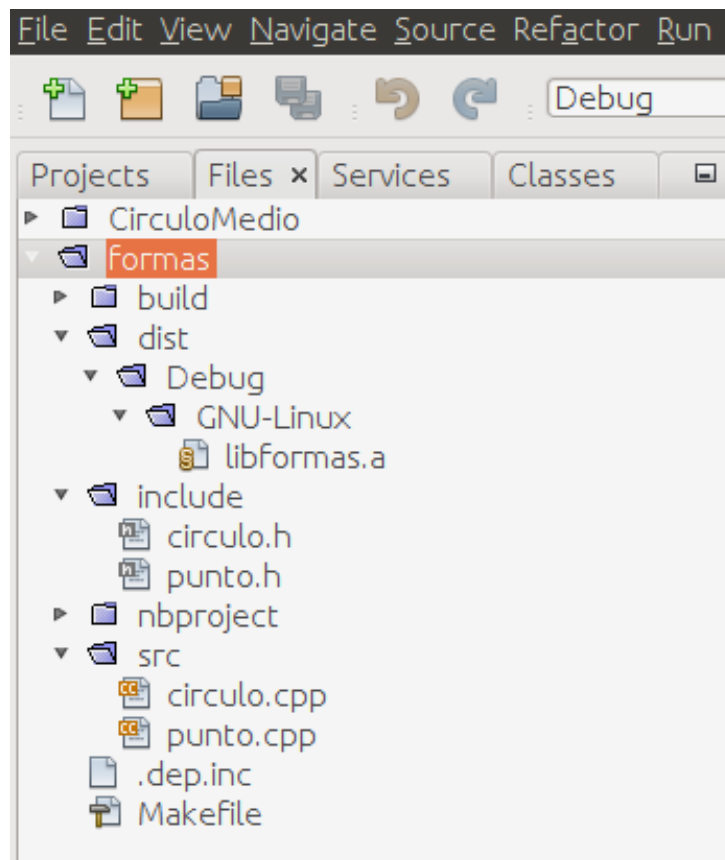 File Edit View Navigate Source Refactor Run
Debug
Projects Files × Services Classes
CirculoMedio
formas
build
dist
Debug
GNU-Linux
libformas.a
include
circulo.h
punto.h
nbproject
src
circulo.cpp
punto.cpp
.dep.inc
Makefile